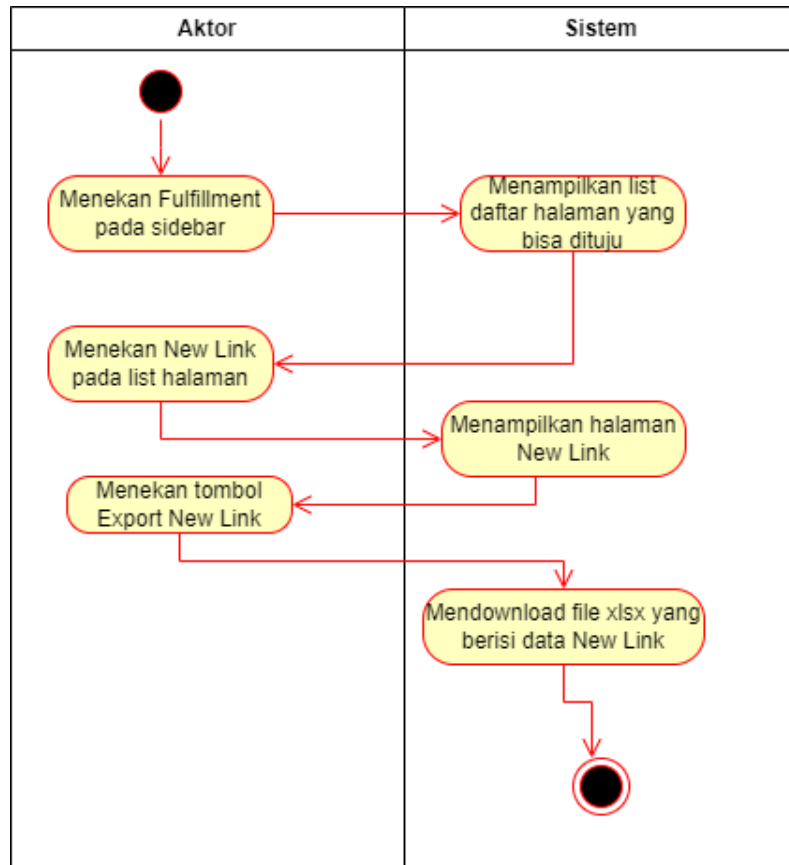 Aktor
Sistem
Menekan Fulfillment
pada sidebar
Menampilkan list
daftar halaman yang
bisa dituju
Menekan New Link
pada list halaman
Menampilkan halaman
New Link
Menekan tombol
Export New Link
Mendownload file xlsx yang
berisi data New Link